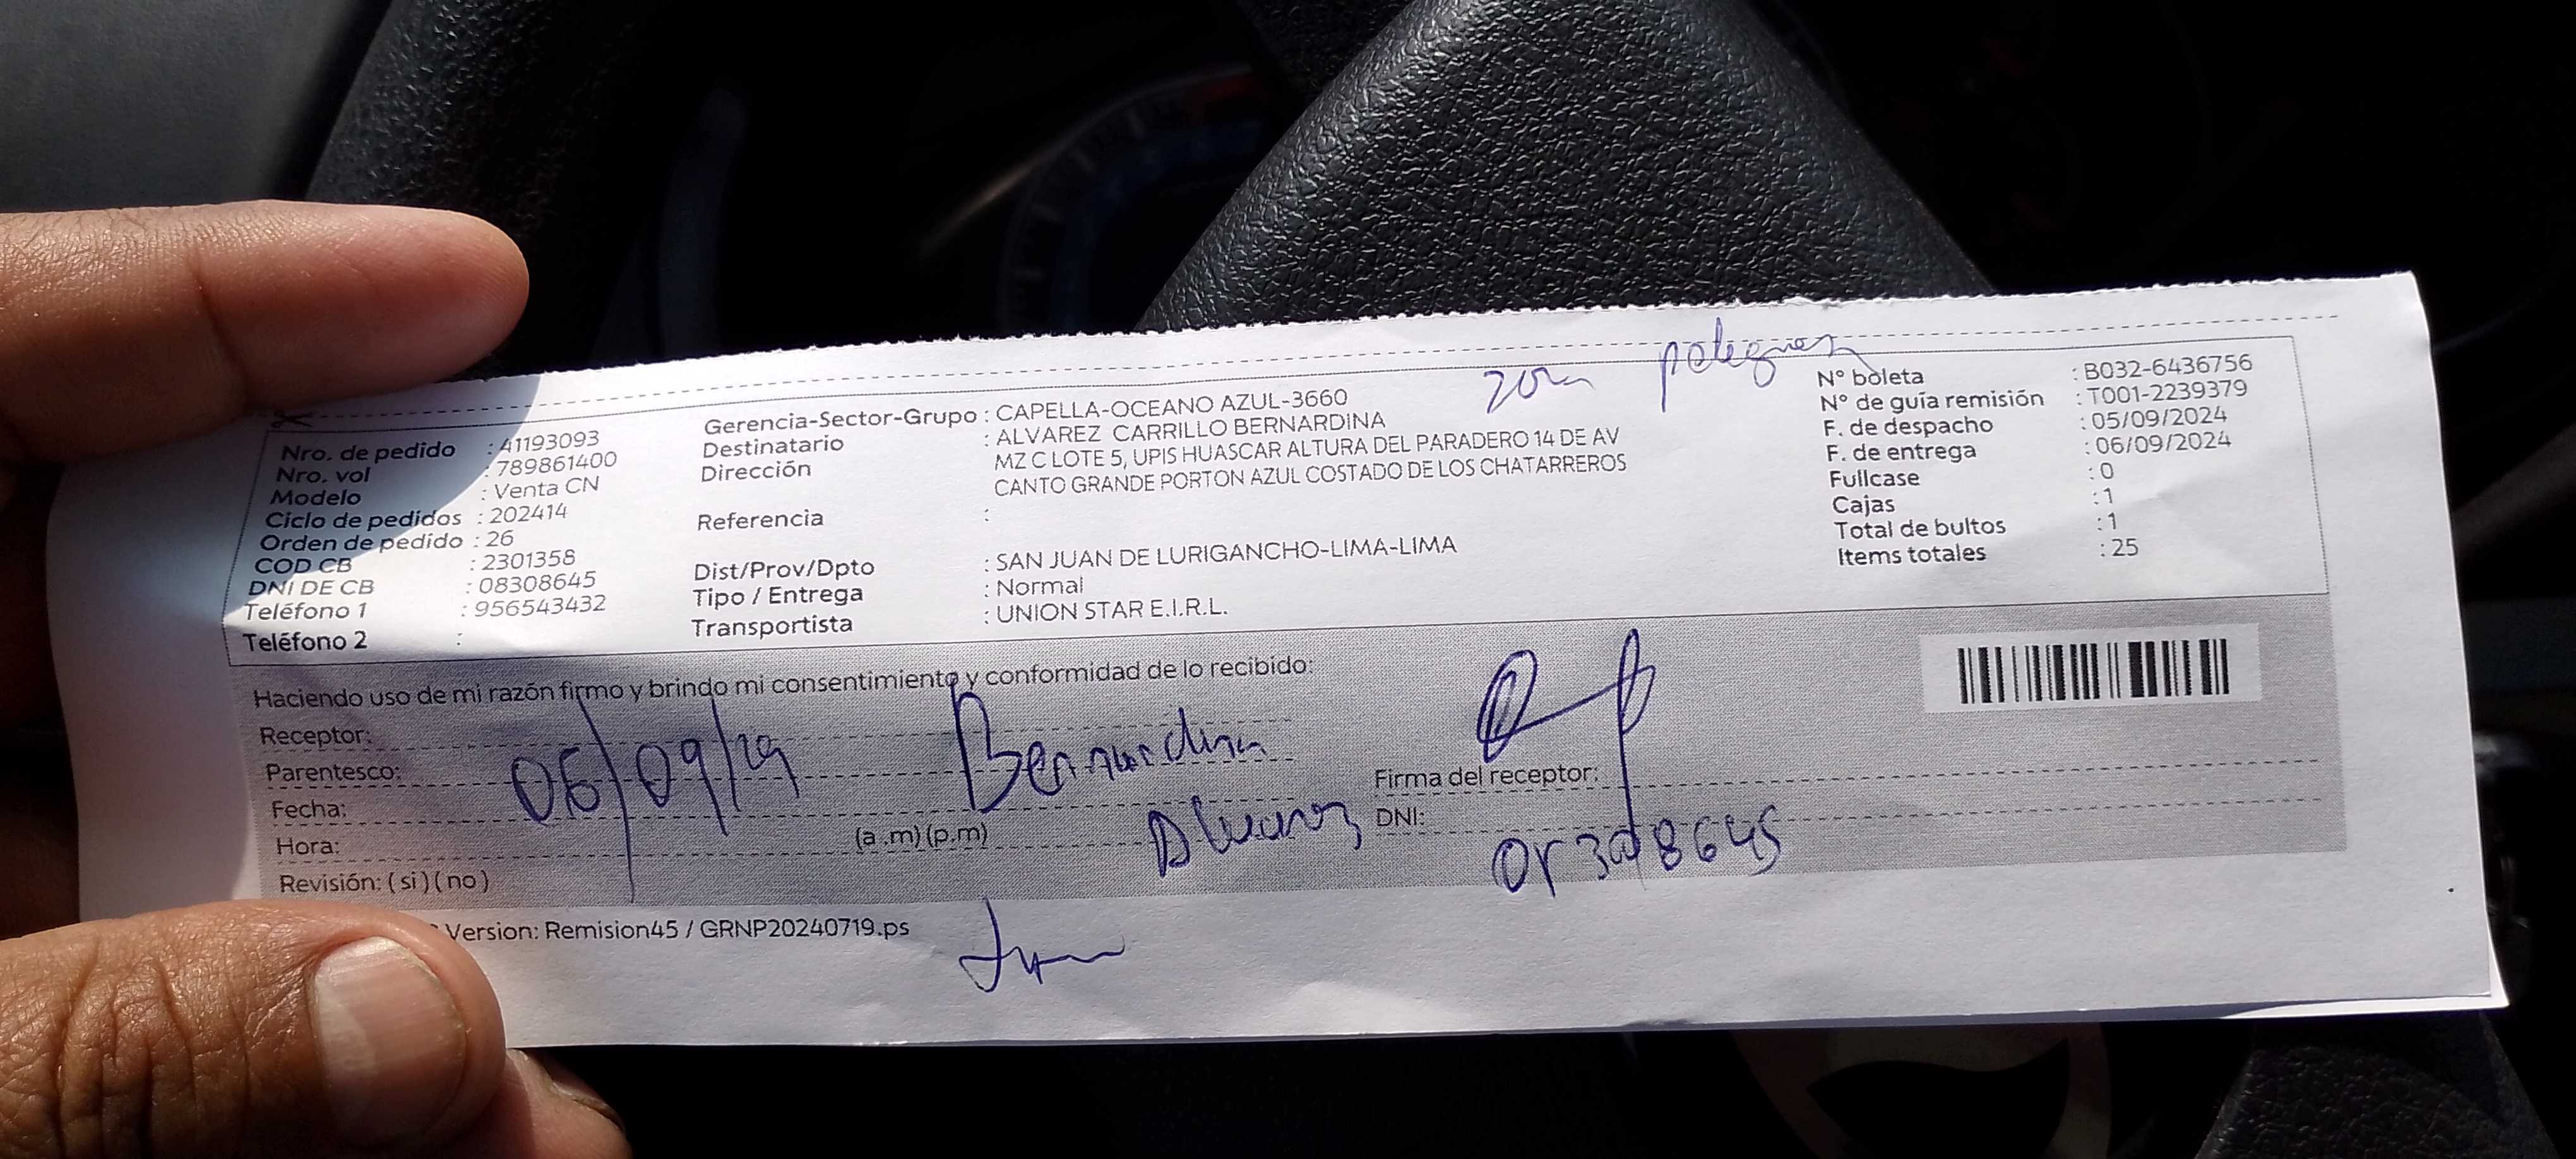 Nro. de pedido : 41193093
Nro. vol : 789861400
Modelo : Venta CN
Ciclo de pedidos : 202414
Orden de pedido : 26
COD CB : 2301358
DNI DE CB : 08308645
Teléfono 1 : 956543432
Teléfono 2 :
Gerencia-Sector-Grupo : CAPELLA-OCEANO AZUL-3660
Destinatario : ALVAREZ CARRILLO BERNARDINA
Dirección : MZ C LOTE 5, UPIS HUASCAR ALTURA DEL PARADERO 14 DE AV
CANTO GRANDE PORTON AZUL COSTADO DE LOS CHATARREROS
Referencia :
Dist/Prov/Dpto : SAN JUAN DE LURIGANCHO-LIMA-LIMA
Tipo / Entrega : Normal
Transportista : UNION STAR E.I.R.L.
N° boleta : B032-6436756
N° de guía remisión : T001-2239379
F. de despacho : 05/09/2024
F. de entrega : 06/09/2024
Fullcase : 0
Cajas : 1
Total de bultos : 1
Items totales : 25
Haciendo uso de mi razón firmo y brindo mi consentimiento y conformidad de lo recibido:
Receptor: Bernardina
Alvarez
Parentesco:
Fecha: 06/09/
Hora: (a .m) (p.m)
Revisión: ( si ) ( no )
Firma del receptor:
DNI:
Version: Remision45 / GRNP20240719.ps